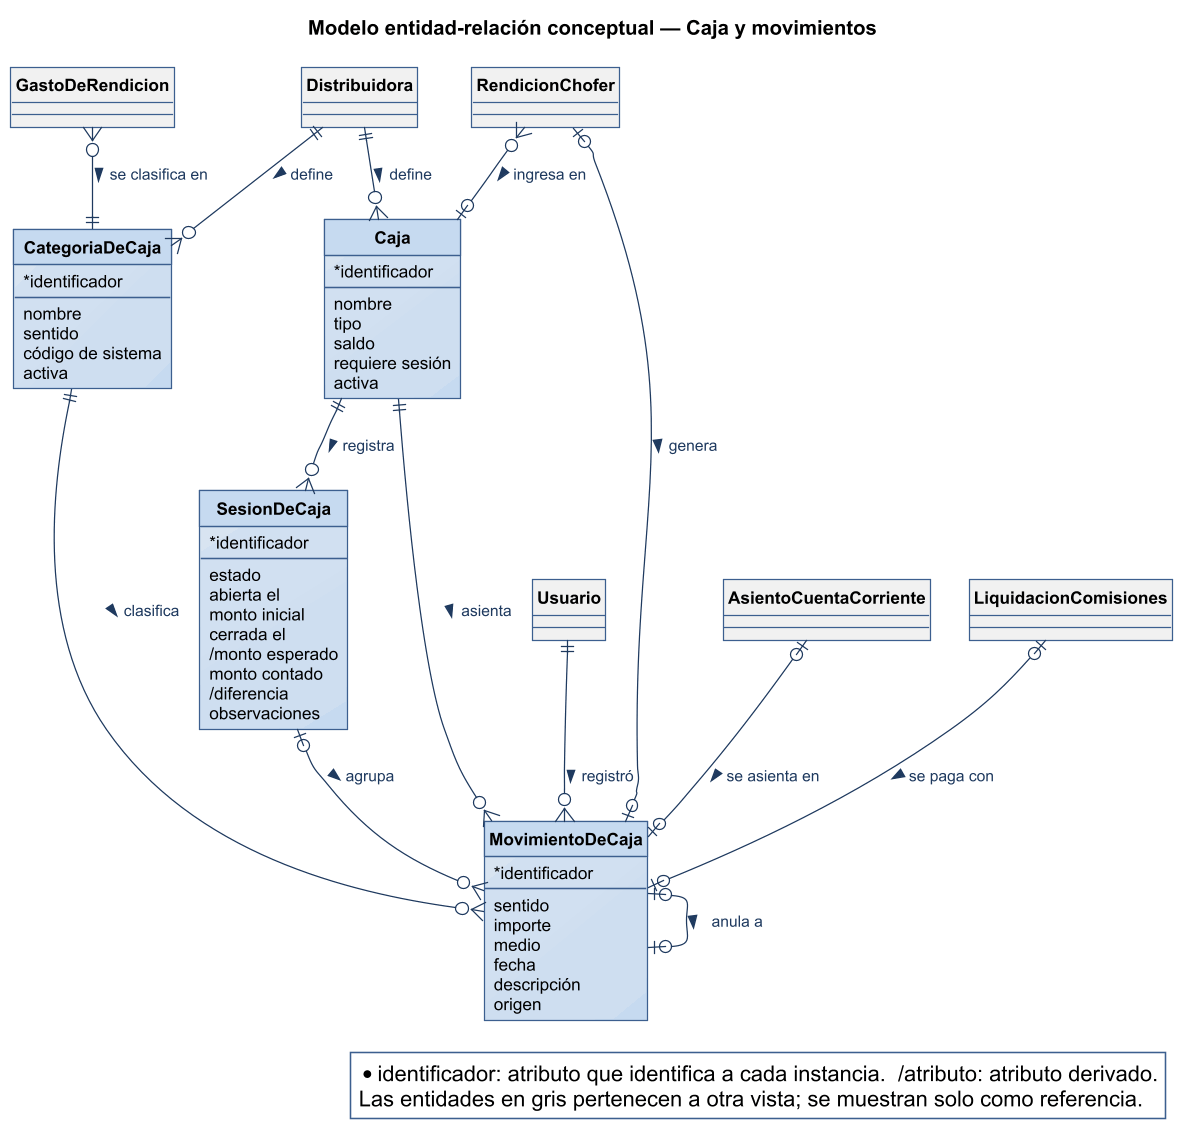 Modelo entidad-relación conceptual — Caja y movimientos
GastoDeRendicion
Distribuidora
RendicionChofer
se clasifica en
define
define
ingresa en
CategoriaDeCaja
*identificador
nombre
sentido
código de sistema
activa
Caja
*identificador
nombre
tipo
saldo
requiere sesión
activa
registra
genera
SesionDeCaja
*identificador
estado
abierta el
monto inicial
cerrada el
/monto esperado
monto contado
/diferencia
observaciones
clasifica
asienta
Usuario
AsientoCuentaCorriente
LiquidacionComisiones
agrupa
registró
se asienta en
se paga con
MovimientoDeCaja
*identificador
sentido
importe
medio
fecha
descripción
origen
anula a
• identificador: atributo que identifica a cada instancia. /atributo: atributo derivado.
Las entidades en gris pertenecen a otra vista; se muestran solo como referencia.